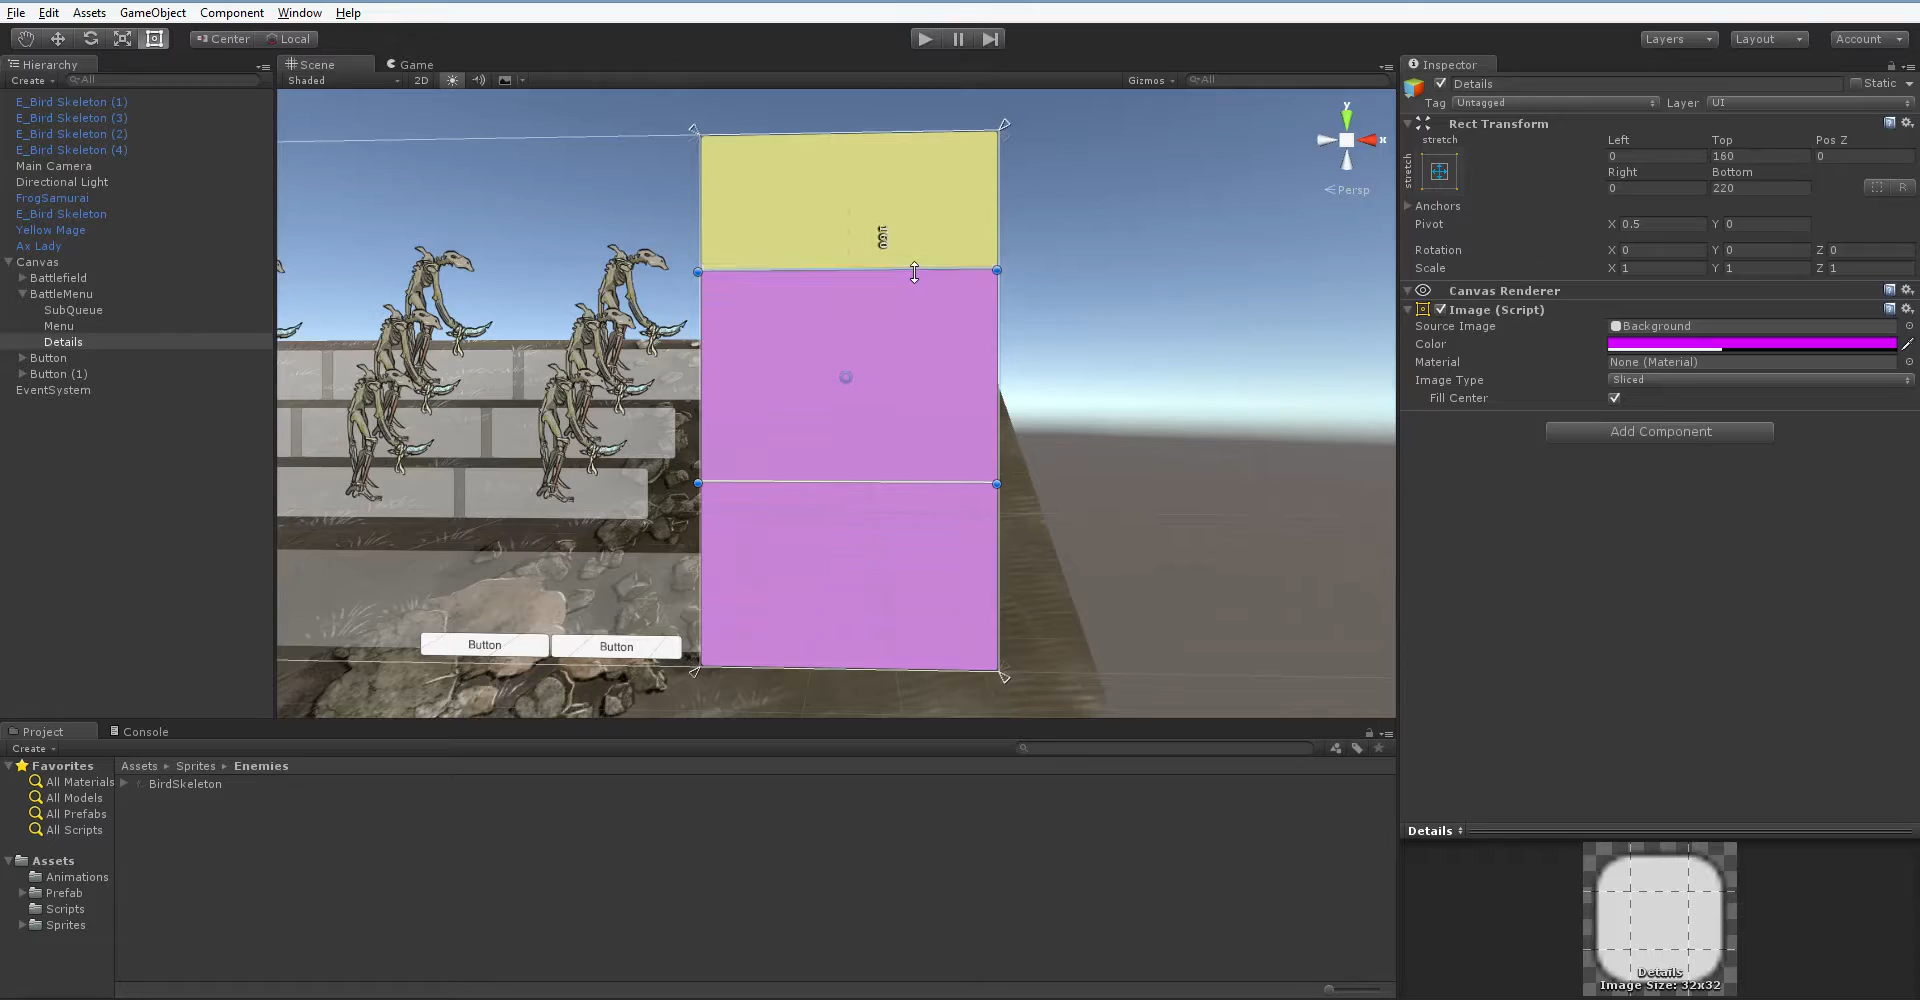 File Edit Assets GameObject Component Window Help
Center Local
Layers Layout Account
Hierarchy
Create All
E_Bird Skeleton (1)
E_Bird Skeleton (3)
E_Bird Skeleton (2)
E_Bird Skeleton (4)
Main Camera
Directional Light
FrogSamurai
E_Bird Skeleton
Yellow Mage
Ax Lady
Canvas
Battlefield
BattleMenu
SubQueue
Menu
Details
Button
Button (1)
EventSystem
Scene Game
Shaded 2D Gizmos All
y
x
Persp
160
Button Button
Inspector
Details Static
Tag Untagged Layer UI
Rect Transform
stretch Left Top Pos Z
stretch 0 160 0
Right Bottom
0 220 R
Anchors
Pivot X 0.5 Y 0
Rotation X 0 Y 0 Z 0
Scale X 1 Y 1 Z 1
Canvas Renderer
Image (Script)
Source Image Background
Color
Material None (Material)
Image Type Sliced
Fill Center
Add Component
Project Console
Create
Favorites
All Materials
All Models
All Prefabs
All Scripts
Assets
Animations
Prefab
Scripts
Sprites
Assets Sprites Enemies
BirdSkeleton
Details
Details
Image Size: 32x32